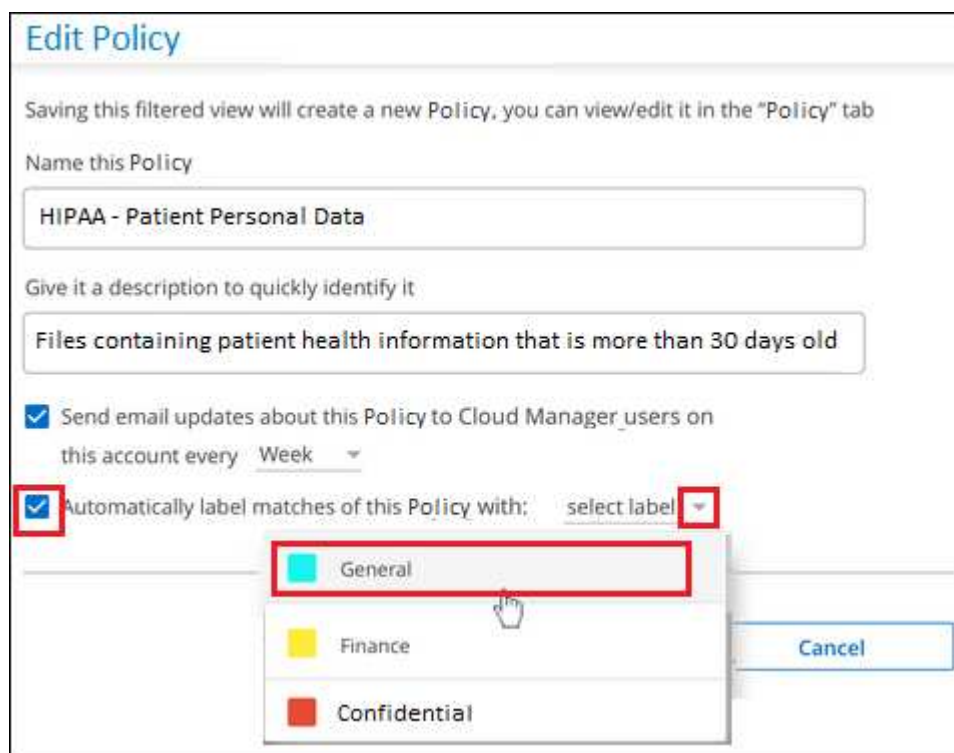 Edit Policy
Saving this filtered view will create a new Policy, you can view/edit it in the "Policy" tab
Name this Policy
HIPAA - Patient Personal Data
Give it a description to quickly identify it
Files containing patient health information that is more than 30 days old
Send email updates about this Policy to Cloud Manager users on
this account every Week
Automatically label matches of this Policy with: select label
General
Finance
Cancel
Confidential